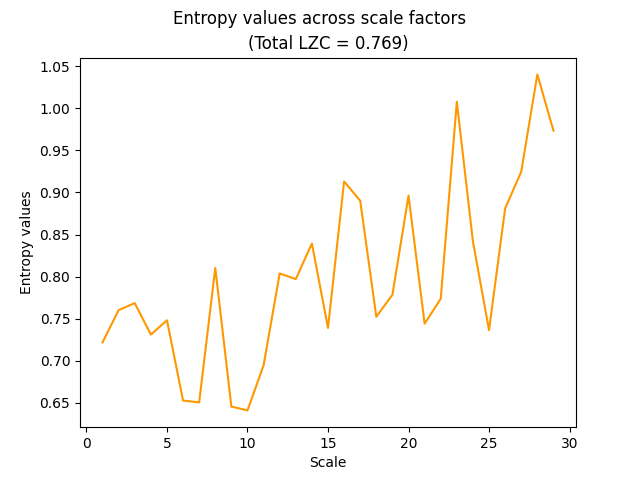 Entropy values across scale factors
(Total LZC = 0.769)
1.05
1.00
0.95
0.90
0.85
0.80
0.75
0.70
0.65
Entropy values
0 5 10 15 20 25 30
Scale